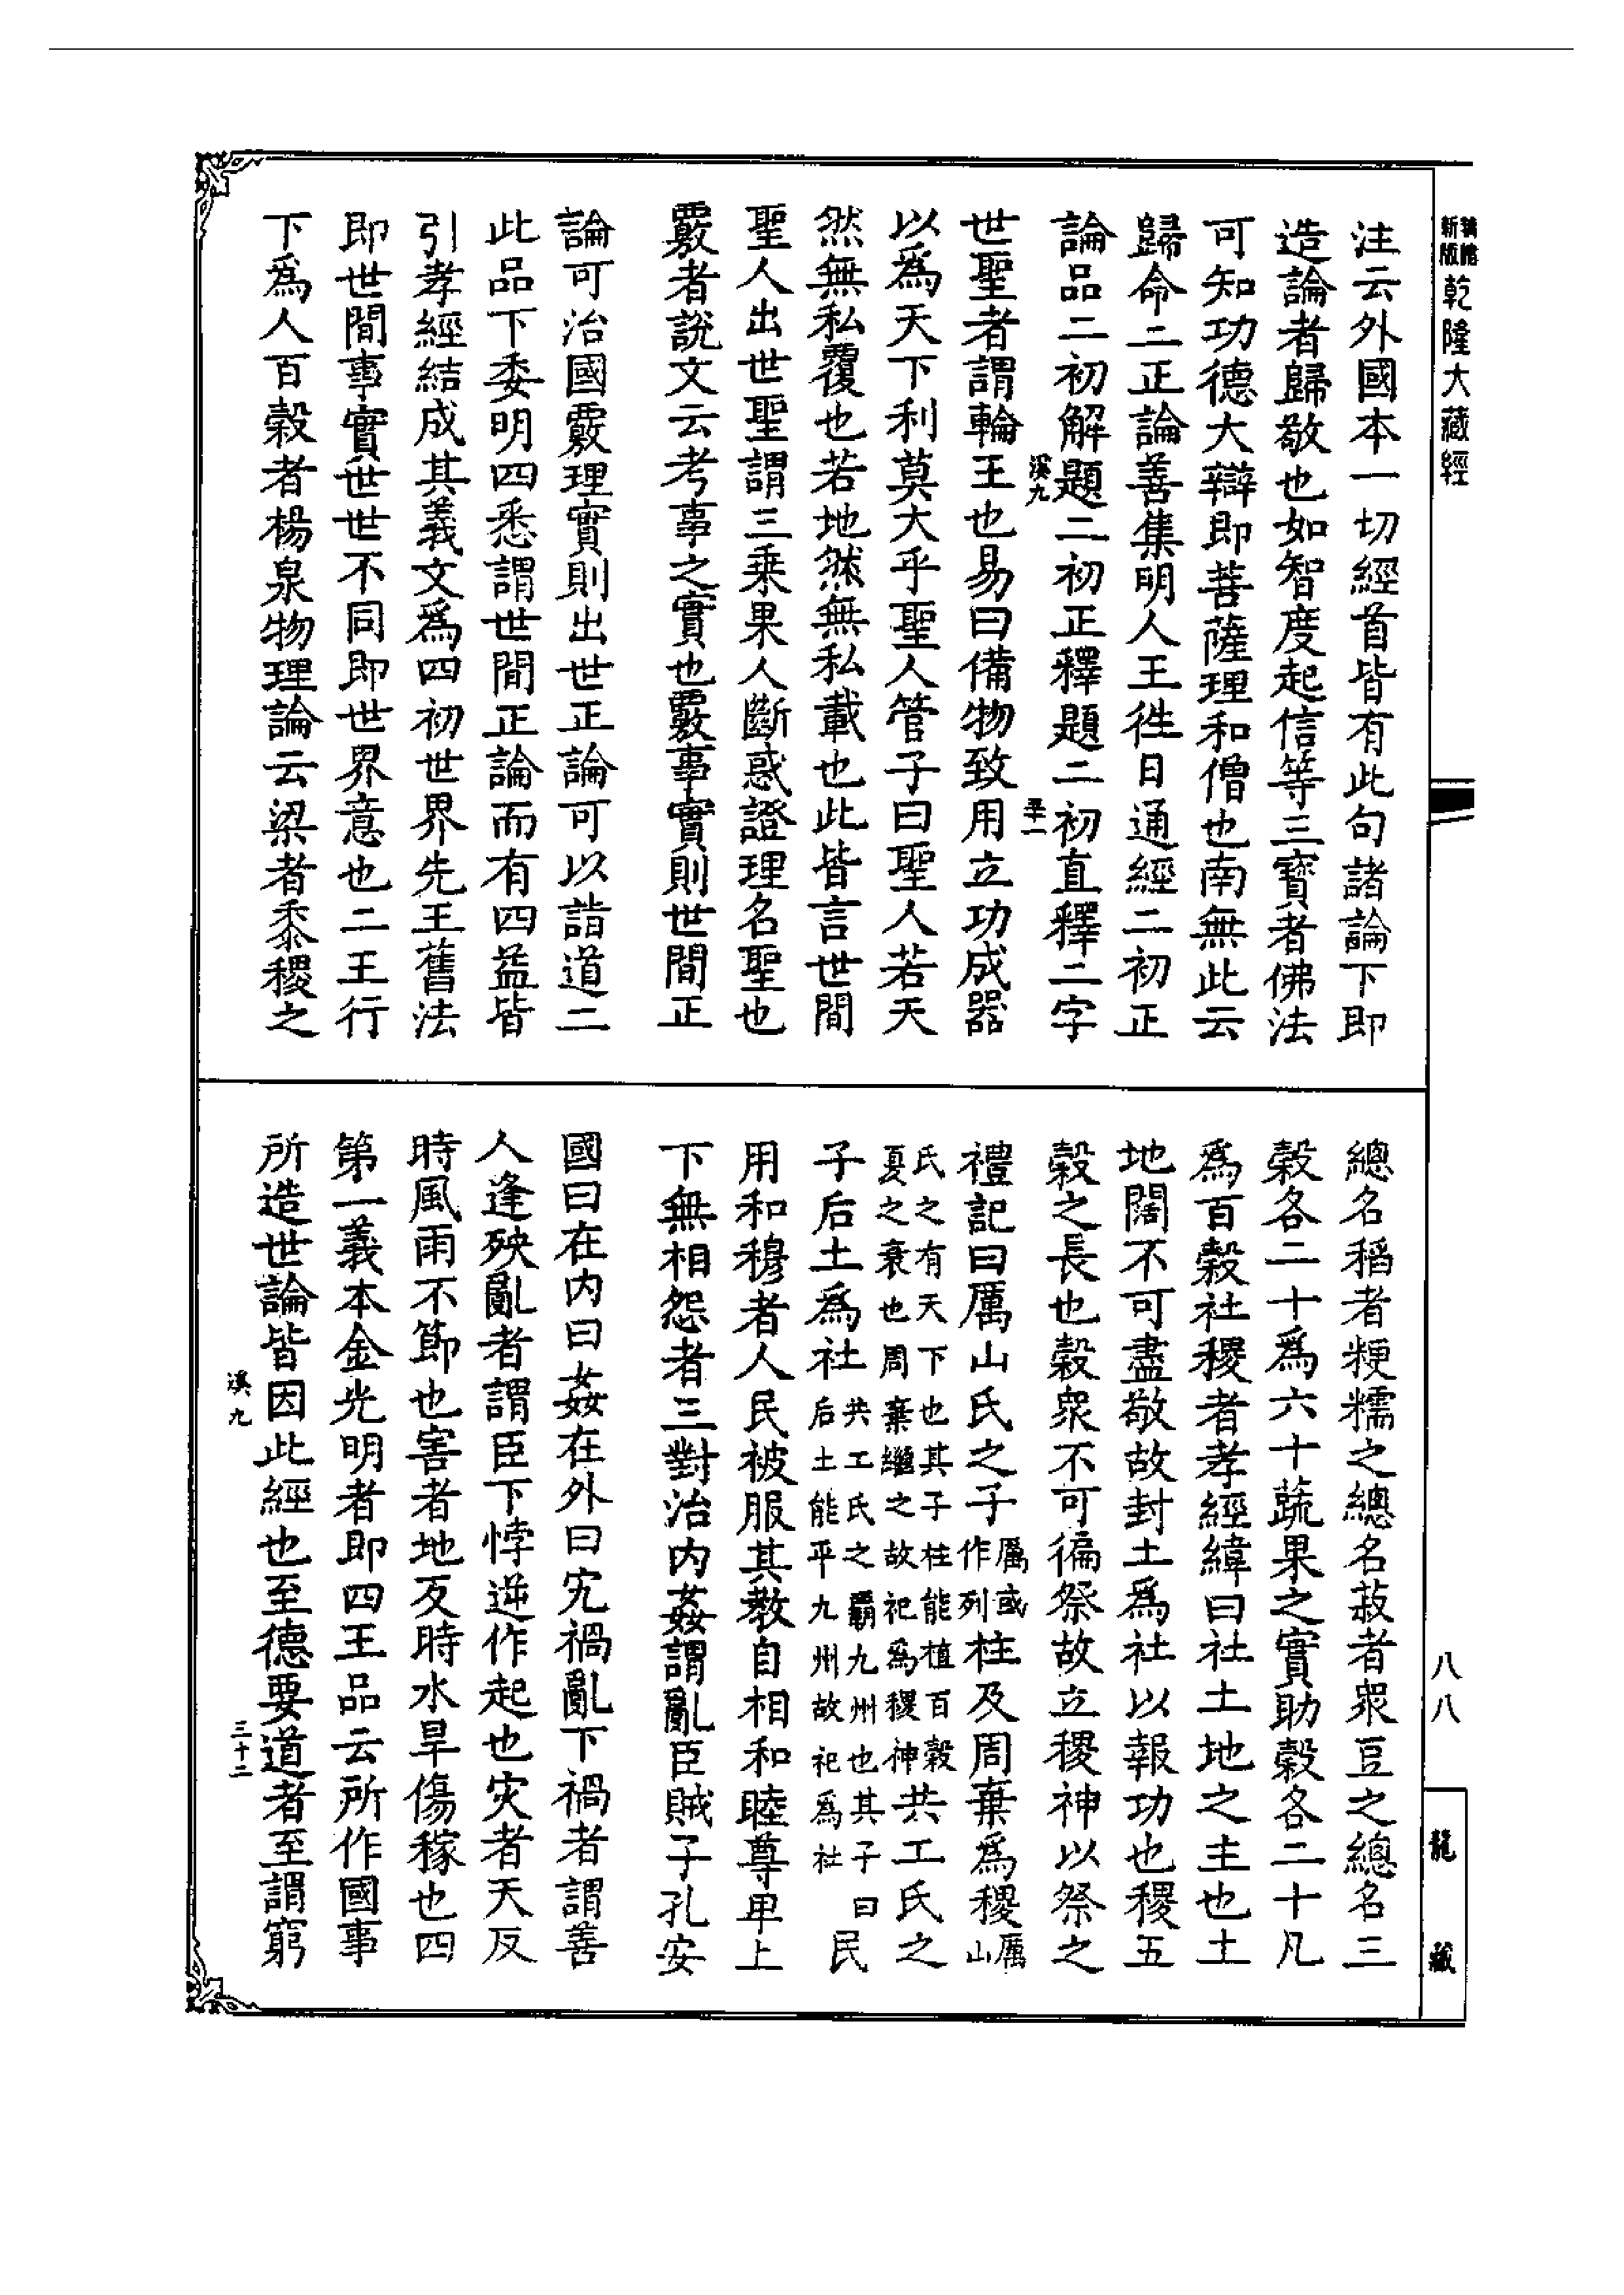 新版
乾隆大藏經
注云外國本一切經首皆有此句諸論下即
造論者歸敬也如智度起信等三寶者佛法
可知功德大辯即菩薩理和僧也南無此云
歸命二正論善集明人王徃日通經二初正
論品二初解題二初正釋題二初直釋二字
溪九
世聖者謂輪王也易曰備物致用立功成器
以為天下利莫大乎聖人管子曰聖人若天
然無私覆也若地然無私載也此皆言世間
聖人出世聖謂三乘果人斷惑證理名聖也
覈者說文云考事之實也覈事實則世間正
論可治國覈理實則出世正論可以詣道二
此品下委明四悉謂世間正論而有四益皆
引孝經結成其義文爲四初世界先王舊法
即世間事實世世不同即世界意也二王行
下爲人百穀者楊泉物理論云梁者黍稷之
總名稻者粳糯之總名菽者衆豆之總名三
穀各二十爲六十蔬果之實助穀各二十凡
爲百穀社稷者孝經緯曰社土地之主也土
地闊不可盡敬故封土爲社以報功也稷五
穀之長也穀衆不可徧祭故立稷神以祭之
禮記曰厲山氏之子厲或作列柱及周棄爲稷厲山
氏之有天下也其子柱能植百穀夏之衰也周棄繼之故祀爲稷神共工氏之
子后土爲社共工氏之霸九州也其子曰后土能平九州故祀爲社民
用和穆者人民被服其教自相和睦尊卑上
下無相怨者三對治内姦謂亂臣賊子孔安
國曰在内曰姦在外曰宄禍亂下禍者謂善
人逢殃亂者謂臣下悖逆作起也灾者天反
時風雨不節也害者地反時水旱傷稼也四
第一義本金光明者即四王品云所作國事
所造世論皆因此經也至德要道者至謂窮
溪九
三十二
八八
龍藏